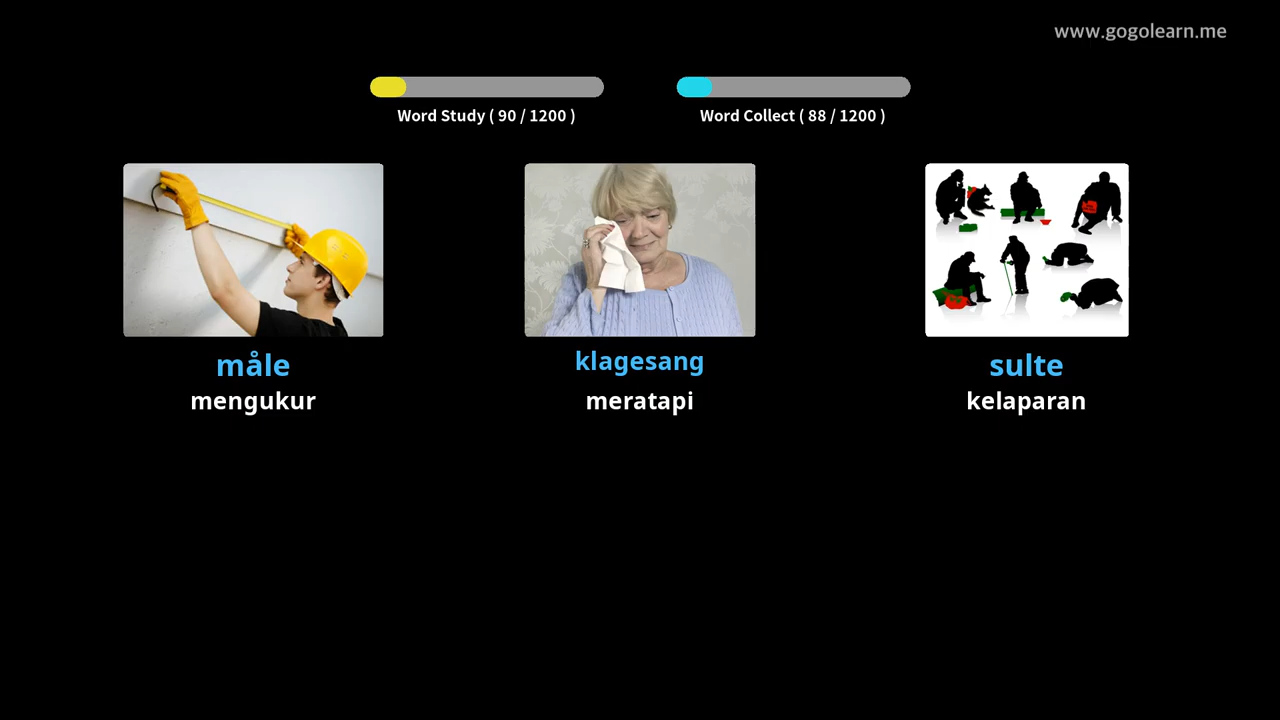 www.gogolearn.me
Word Study ( 90 / 1200 )
Word Collect ( 88 / 1200 )
måle
klagesang
sulte
mengukur
meratapi
kelaparan